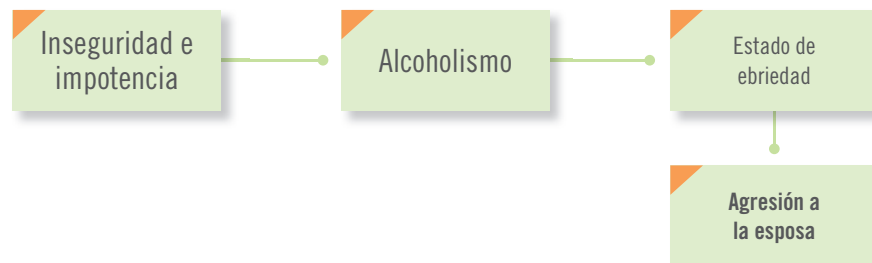 Inseguridad e
impotencia
Alcoholismo
Estado de
ebriedad
Agresión a
la esposa